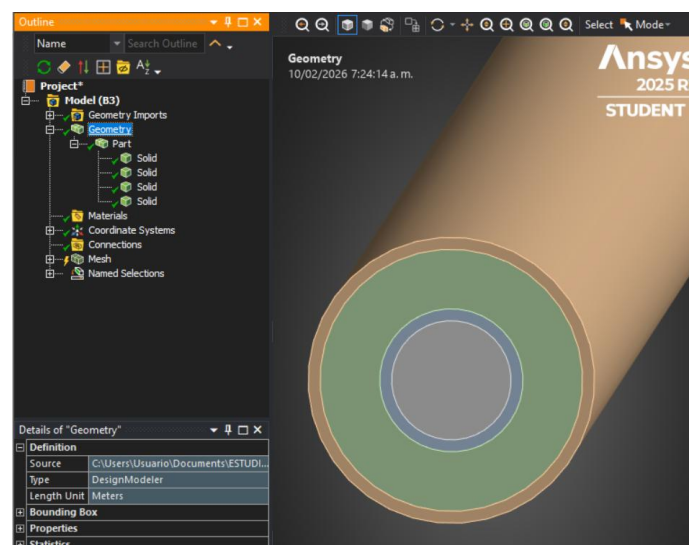 Outline
Name
Search Outline
Project*
Model (B3)
Geometry Imports
Geometry
Part
Solid
Solid
Solid
Solid
Materials
Coordinate Systems
Connections
Mesh
Named Selections
Details of "Geometry"
Definition
Source C:\Users\Usuario\Documents\ESTUDI...
Type DesignModeler
Length Unit Meters
Bounding Box
Properties
Statistics
Select Mode
Geometry
10/02/2026 7:24:14 a. m.
Ansys
2025 R
STUDENT